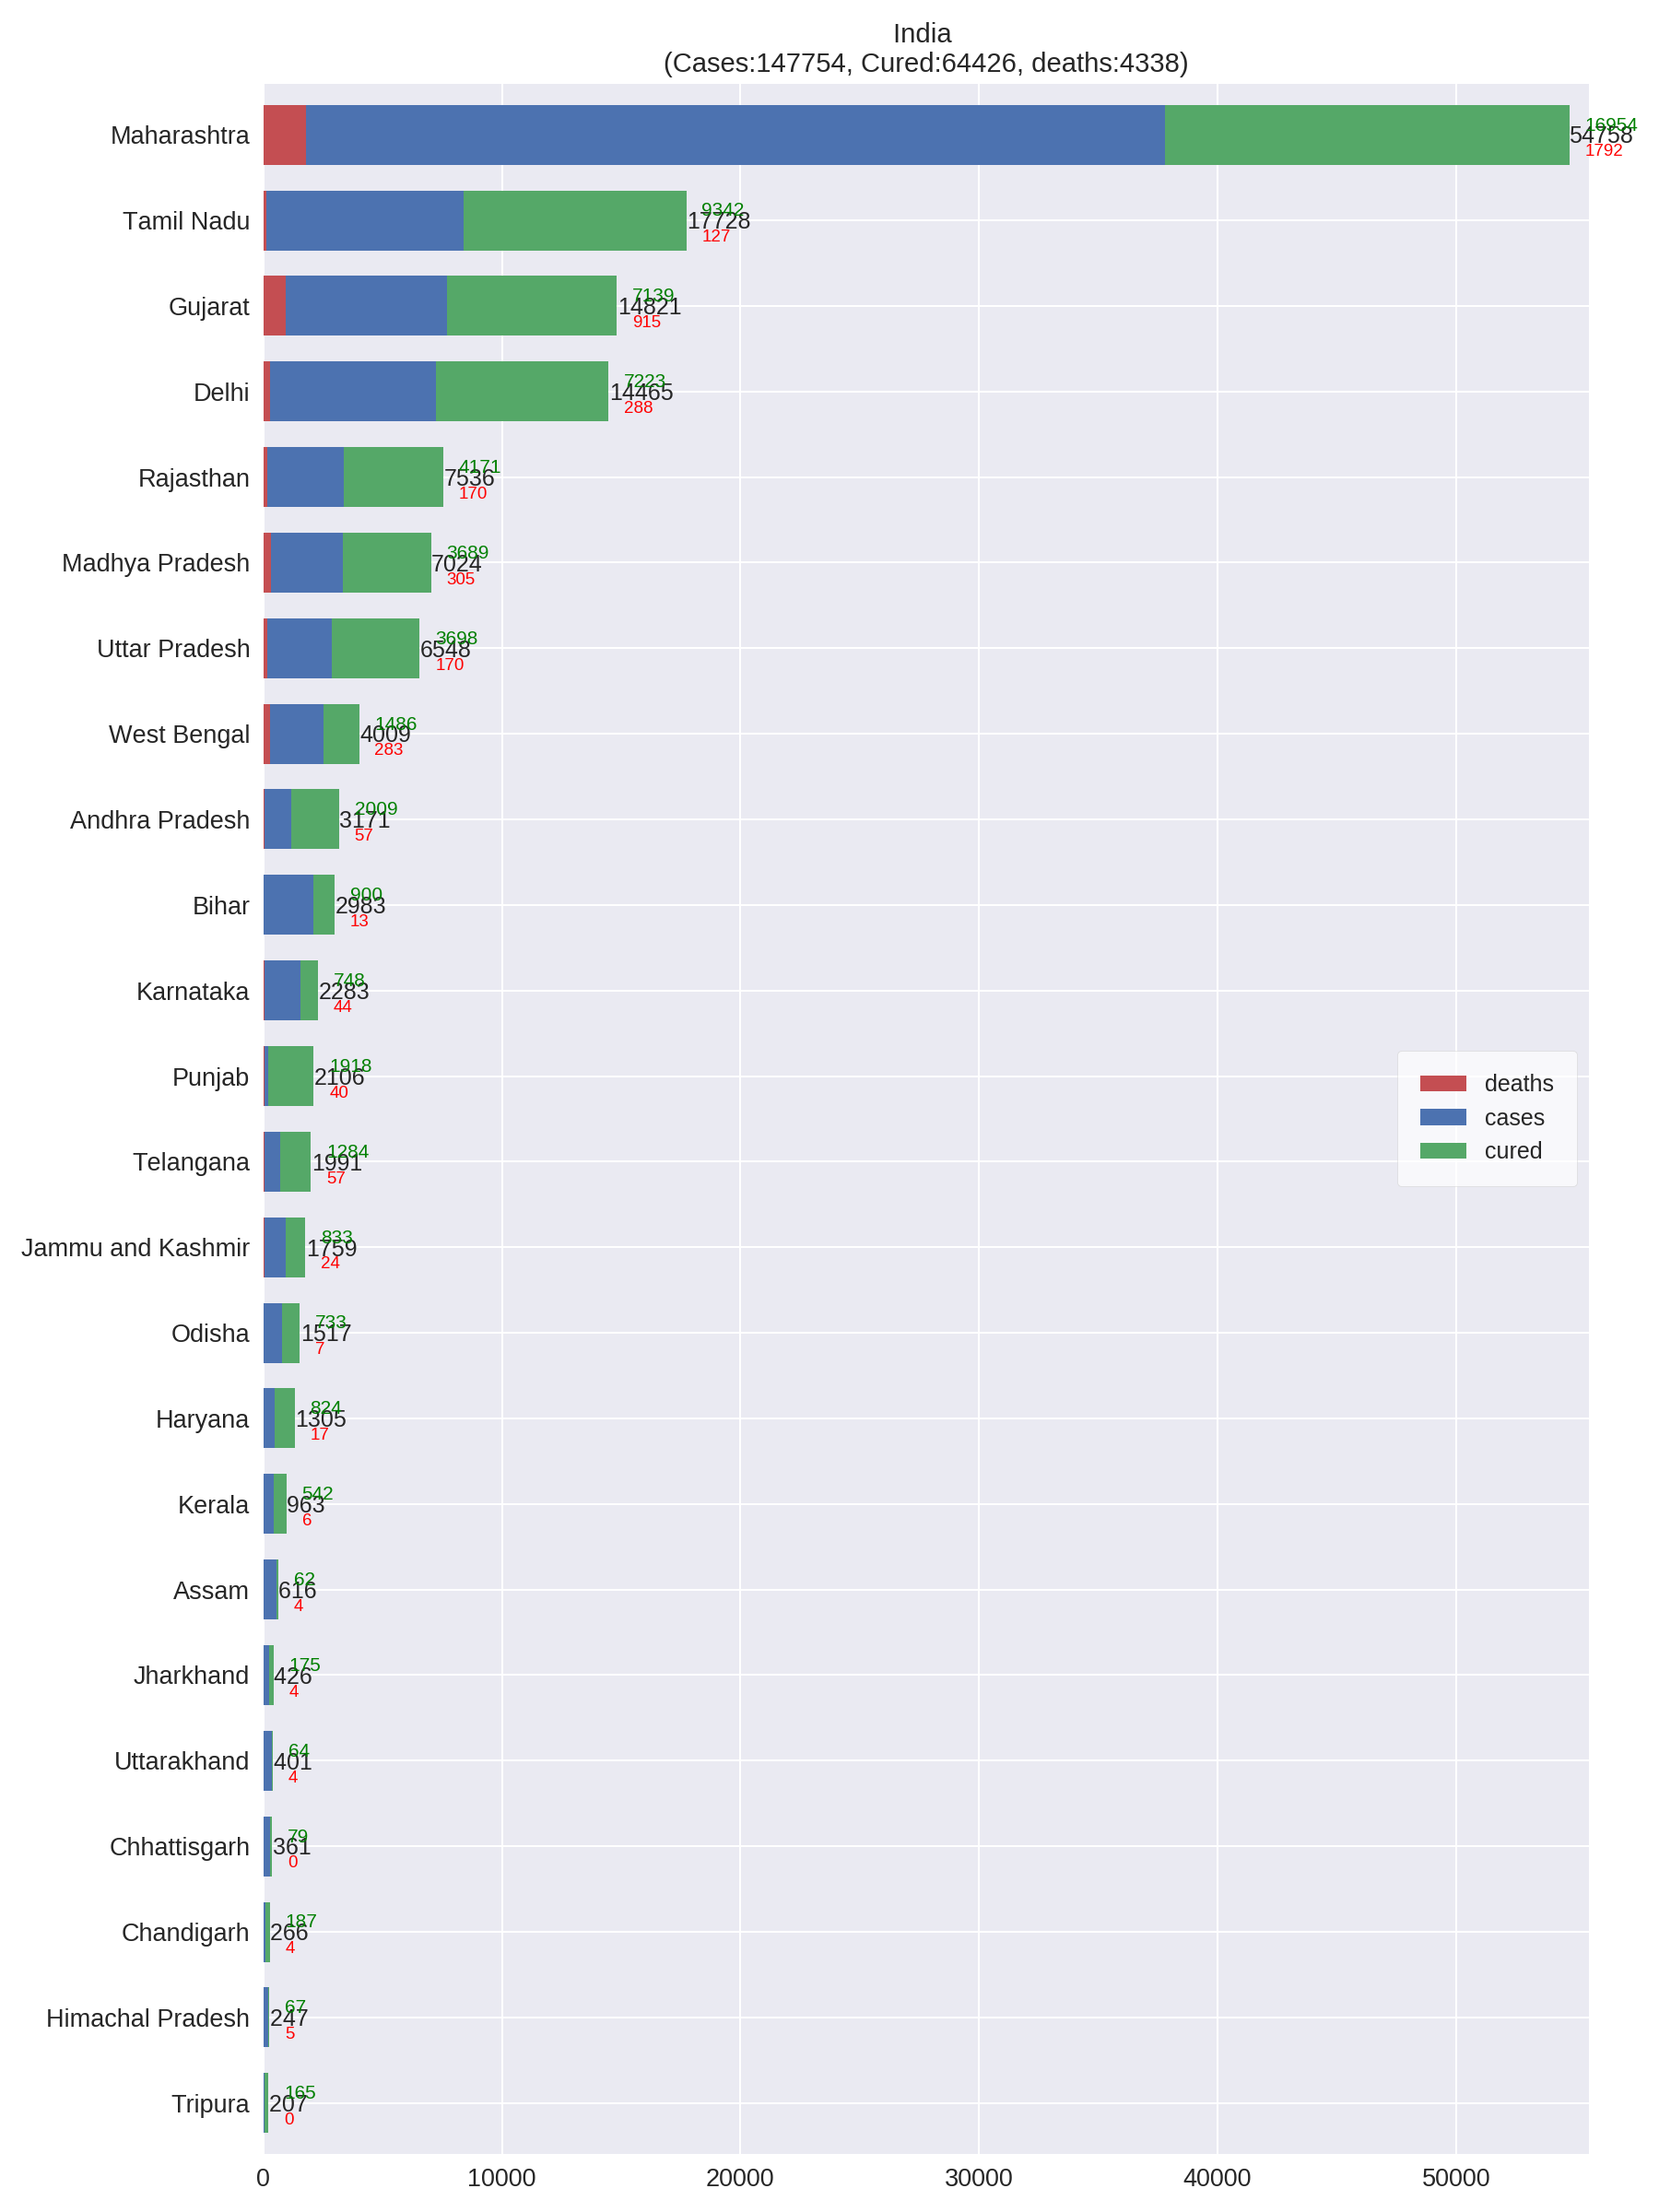 India
(Cases:147754, Cured:64426, deaths:4338)
Maharashtra 54758 16954 1792
Tamil Nadu 17728 9342 127
Gujarat 14821 7139 915
Delhi 14465 7223 288
Rajasthan 7536 4171 170
Madhya Pradesh 7024 3689 305
Uttar Pradesh 6548 3698 170
West Bengal 4009 1486 283
Andhra Pradesh 3171 2009 57
Bihar 2983 900 13
Karnataka 2283 748 44
Punjab 2106 1918 40
Telangana 1991 1284 57
Jammu and Kashmir 1759 833 24
Odisha 1517 733 7
Haryana 1305 824 17
Kerala 963 542 6
Assam 616 62 4
Jharkhand 426 175 4
Uttarakhand 401 64 4
Chhattisgarh 361 79 0
Chandigarh 266 187 4
Himachal Pradesh 247 67 5
Tripura 207 165 0
deaths
cases
cured
0 10000 20000 30000 40000 50000